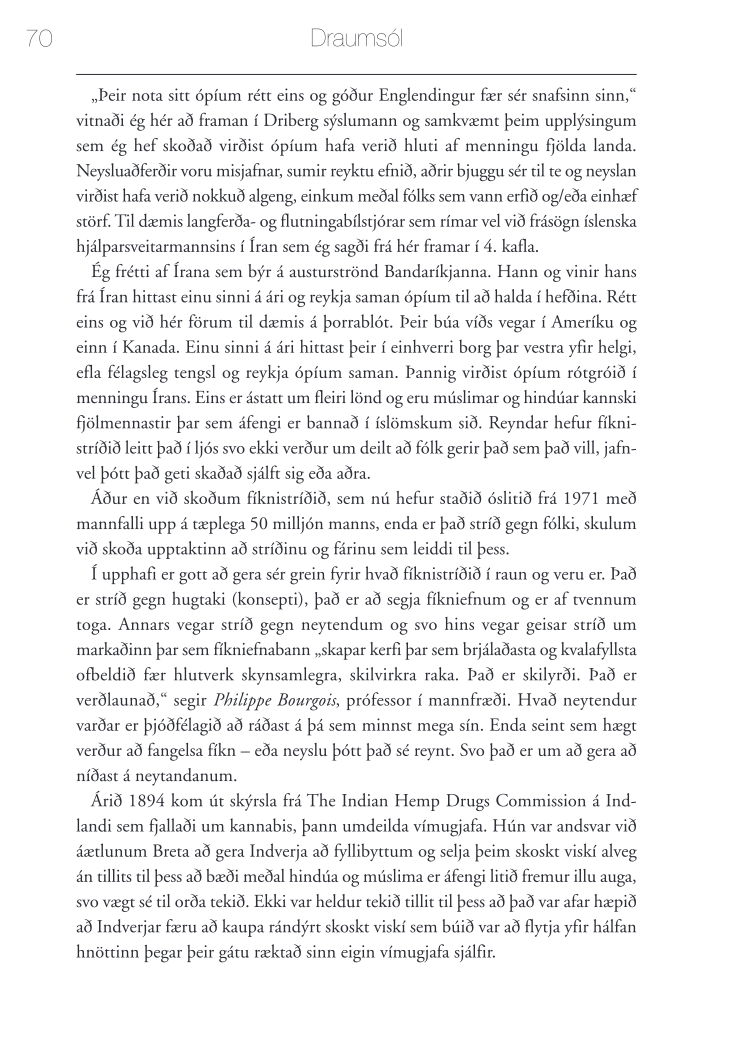 70
Draumsól
„Þeir nota sitt ópíum rétt eins og góður Englendingur fær sér snafsinn sinn,“
vitnaði ég hér að framan í Driberg sýslumann og samkvæmt þeim upplýsingum
sem ég hef skoðað virðist ópíum hafa verið hluti af menningu fjölda landa.
Neysluaðferðir voru misjafnar, sumir reyktu efnið, aðrir bjuggu sér til te og neyslan
virðist hafa verið nokkuð algeng, einkum meðal fólks sem vann erfið og/eða einhæf
störf. Til dæmis langferða- og flutningabílstjórar sem rímar vel við frásögn íslenska
hjálparsveitarmannsins í Íran sem ég sagði frá hér framar í 4. kafla.
Ég frétti af Írana sem býr á austurströnd Bandaríkjanna. Hann og vinir hans
frá Íran hittast einu sinni á ári og reykja saman ópíum til að halda í hefðina. Rétt
eins og við hér förum til dæmis á þorrablót. Þeir búa víðs vegar í Ameríku og
einn í Kanada. Einu sinni á ári hittast þeir í einhverri borg þar vestra yfir helgi,
efla félagsleg tengsl og reykja ópíum saman. Þannig virðist ópíum rótgróið í
menningu Írans. Eins er ástatt um fleiri lönd og eru múslimar og hindúar kannski
fjölmennastir þar sem áfengi er bannað í íslömskum sið. Reyndar hefur fíkni-
stríðið leitt það í ljós svo ekki verður um deilt að fólk gerir það sem það vill, jafn-
vel þótt það geti skaðað sjálft sig eða aðra.
Áður en við skoðum fíknistríðið, sem nú hefur staðið óslitið frá 1971 með
mannfalli upp á tæplega 50 milljón manns, enda er það stríð gegn fólki, skulum
við skoða upptaktinn að stríðinu og fárinu sem leiddi til þess.
Í upphafi er gott að gera sér grein fyrir hvað fíknistríðið í raun og veru er. Það
er stríð gegn hugtaki (konsepti), það er að segja fíkniefnum og er af tvennum
toga. Annars vegar stríð gegn neytendum og svo hins vegar geisar stríð um
markaðinn þar sem fíkniefnabann „skapar kerfi þar sem brjálaðasta og kvalafyllsta
ofbeldið fær hlutverk skynsamlegra, skilvirkra raka. Það er skilyrði. Það er
verðlaunað,“ segir Philippe Bourgois, prófessor í mannfræði. Hvað neytendur
varðar er þjóðfélagið að ráðast á þá sem minnst mega sín. Enda seint sem hægt
verður að fangelsa fíkn – eða neyslu þótt það sé reynt. Svo það er um að gera að
níðast á neytandanum.
Árið 1894 kom út skýrsla frá The Indian Hemp Drugs Commission á Ind-
landi sem fjallaði um kannabis, þann umdeilda vímugjafa. Hún var andsvar við
áætlunum Breta að gera Indverja að fyllibyttum og selja þeim skoskt viskí alveg
án tillits til þess að bæði meðal hindúa og múslima er áfengi litið fremur illu auga,
svo vægt sé til orða tekið. Ekki var heldur tekið tillit til þess að það var afar hæpið
að Indverjar færu að kaupa rándýrt skoskt viskí sem búið var að flytja yfir hálfan
hnöttinn þegar þeir gátu ræktað sinn eigin vímugjafa sjálfir.